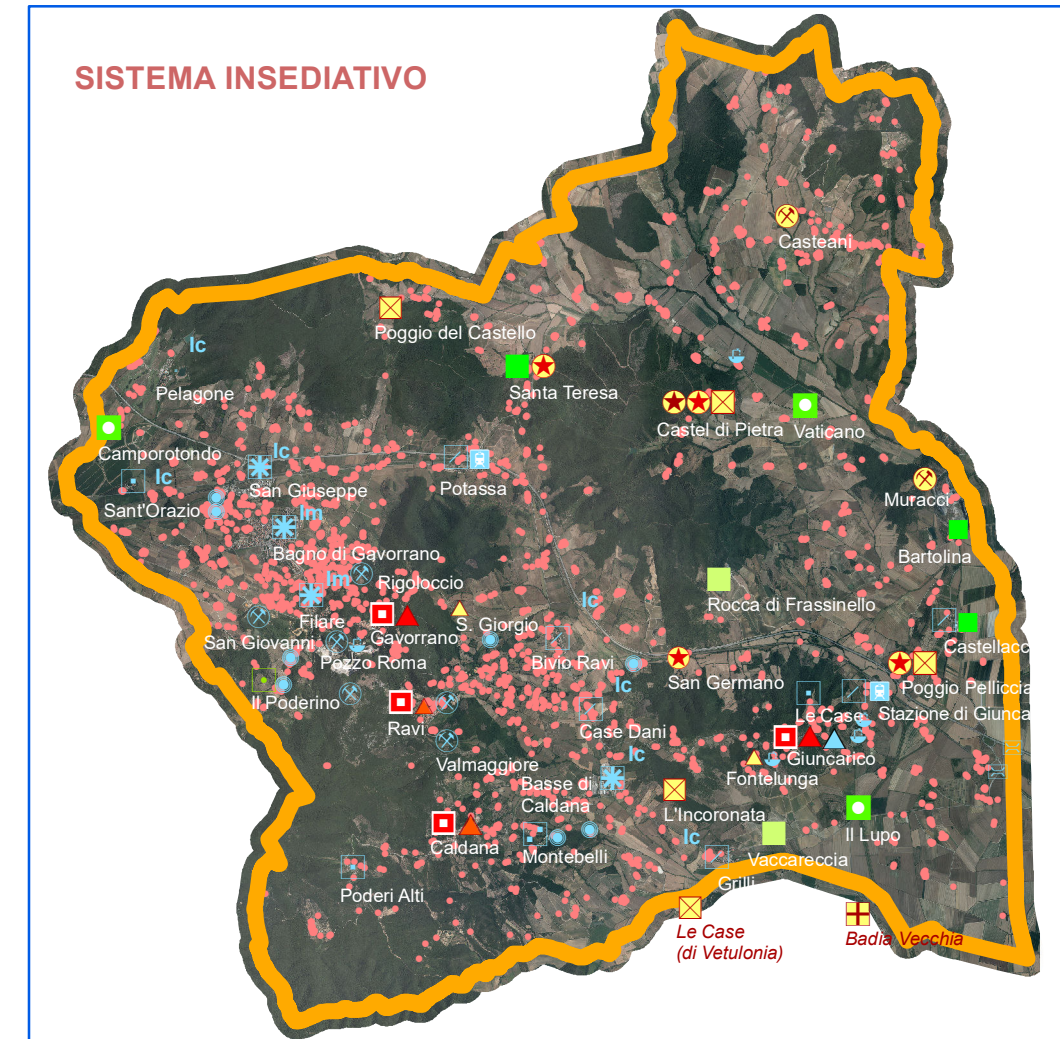 SISTEMA INSEDIATIVO
Casteani
Poggio del Castello
Ic
Pelagone
Santa Teresa
Castel di Pietra
Vaticano
Camporotondo
Ic
Ic
San Giuseppe
Potassa
Muracci
Sant'Orazio
Im
Bagno di Gavorrano
Bartolina
Im
Rigoloccio
Rocca di Frassinello
Ic
Filare
S. Giorgio
San Giovanni
Gavorrano
Castellacc
Pozzo Roma
Bivio Ravi
San Germano
Poggio Pelliccia
Il Poderino
Ic
Le Case
Stazione di Giunca
Ravi
Case Dani
Giuncarico
Valmaggiore
Ic
Fontelunga
Basse di
Caldana
L'Incoronata
Il Lupo
Caldana
Montebelli
Ic
Vaccareccia
Poderi Alti
Grilli
Le Case
(di Vetulonia)
Badia Vecchia